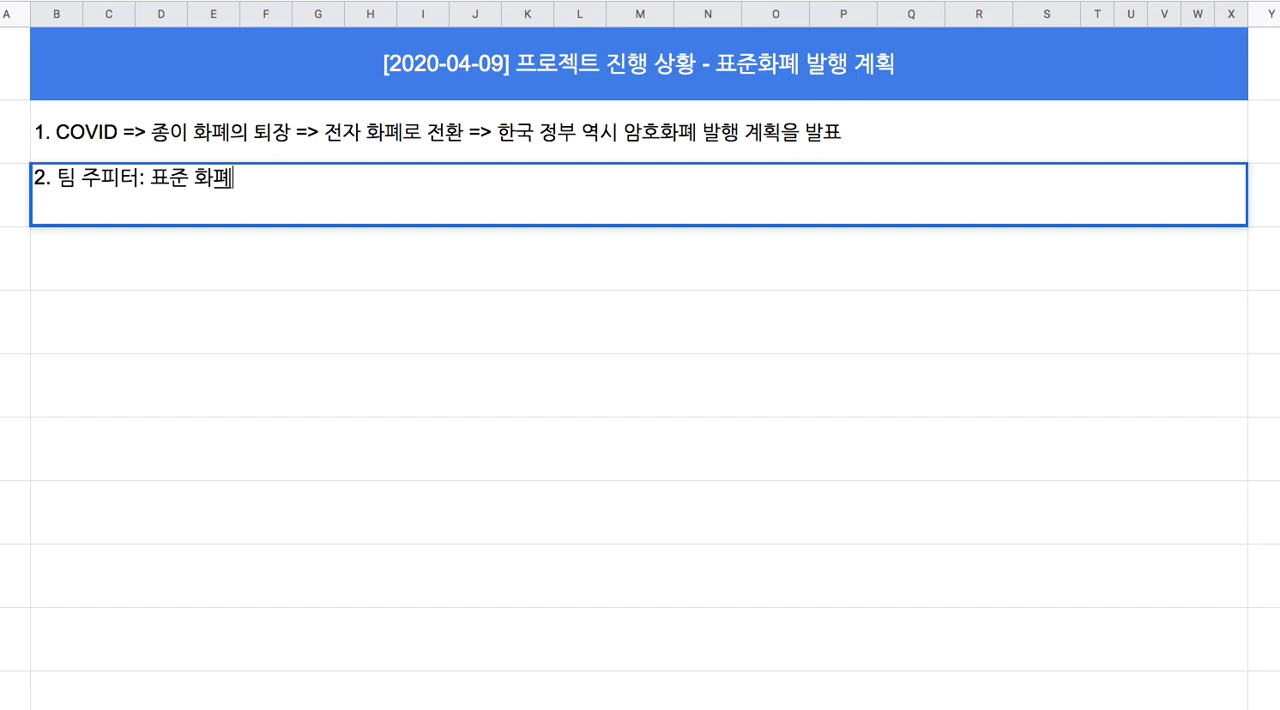 A B C D E F G H I J K L M N O P Q R S T U V W X Y
[2020-04-09] 프로젝트 진행 상황 - 표준화폐 발행 계획
1. COVID => 종이 화폐의 퇴장 => 전자 화폐로 전환 => 한국 정부 역시 암호화폐 발행 계획을 발표
2. 팀 주피터: 표준 화폐